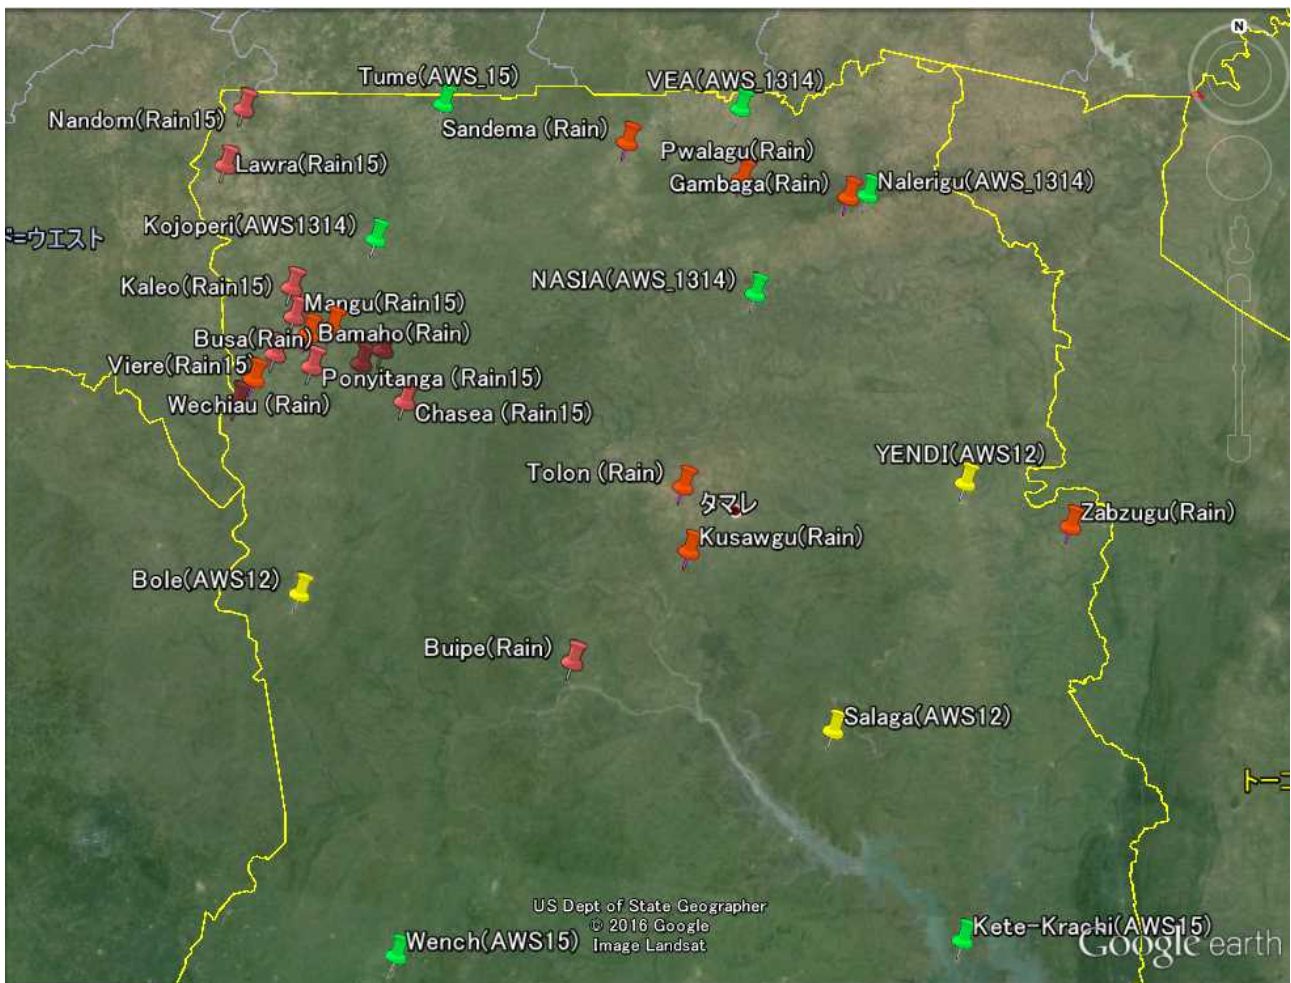 N
Tume(AWS_15)
VEA(AWS_1314)
Nandom(Rain15)
Sandema (Rain)
Pwalagu(Rain)
Lawra(Rain15)
Gambaga(Rain)
Nalerigu(AWS_1314)
Kojoperi(AWS1314)
ウエスト
NASIA(AWS_1314)
Kaleo(Rain15)
Mangu(Rain15)
Busa(Rain)
Bamaho(Rain)
Viere(Rain15)
Ponyitanga (Rain15)
Wechiau (Rain)
Chasea (Rain15)
YENDI(AWS12)
Tolon (Rain)
タマレ
Zabzugu(Rain)
Kusawgu(Rain)
Bole(AWS12)
Buipe(Rain)
Salaga(AWS12)
トーゴ
US Dept of State Geographer
© 2016 Google
Image Landsat
Wench(AWS15)
Kete-Krachi(AWS15)
Google earth